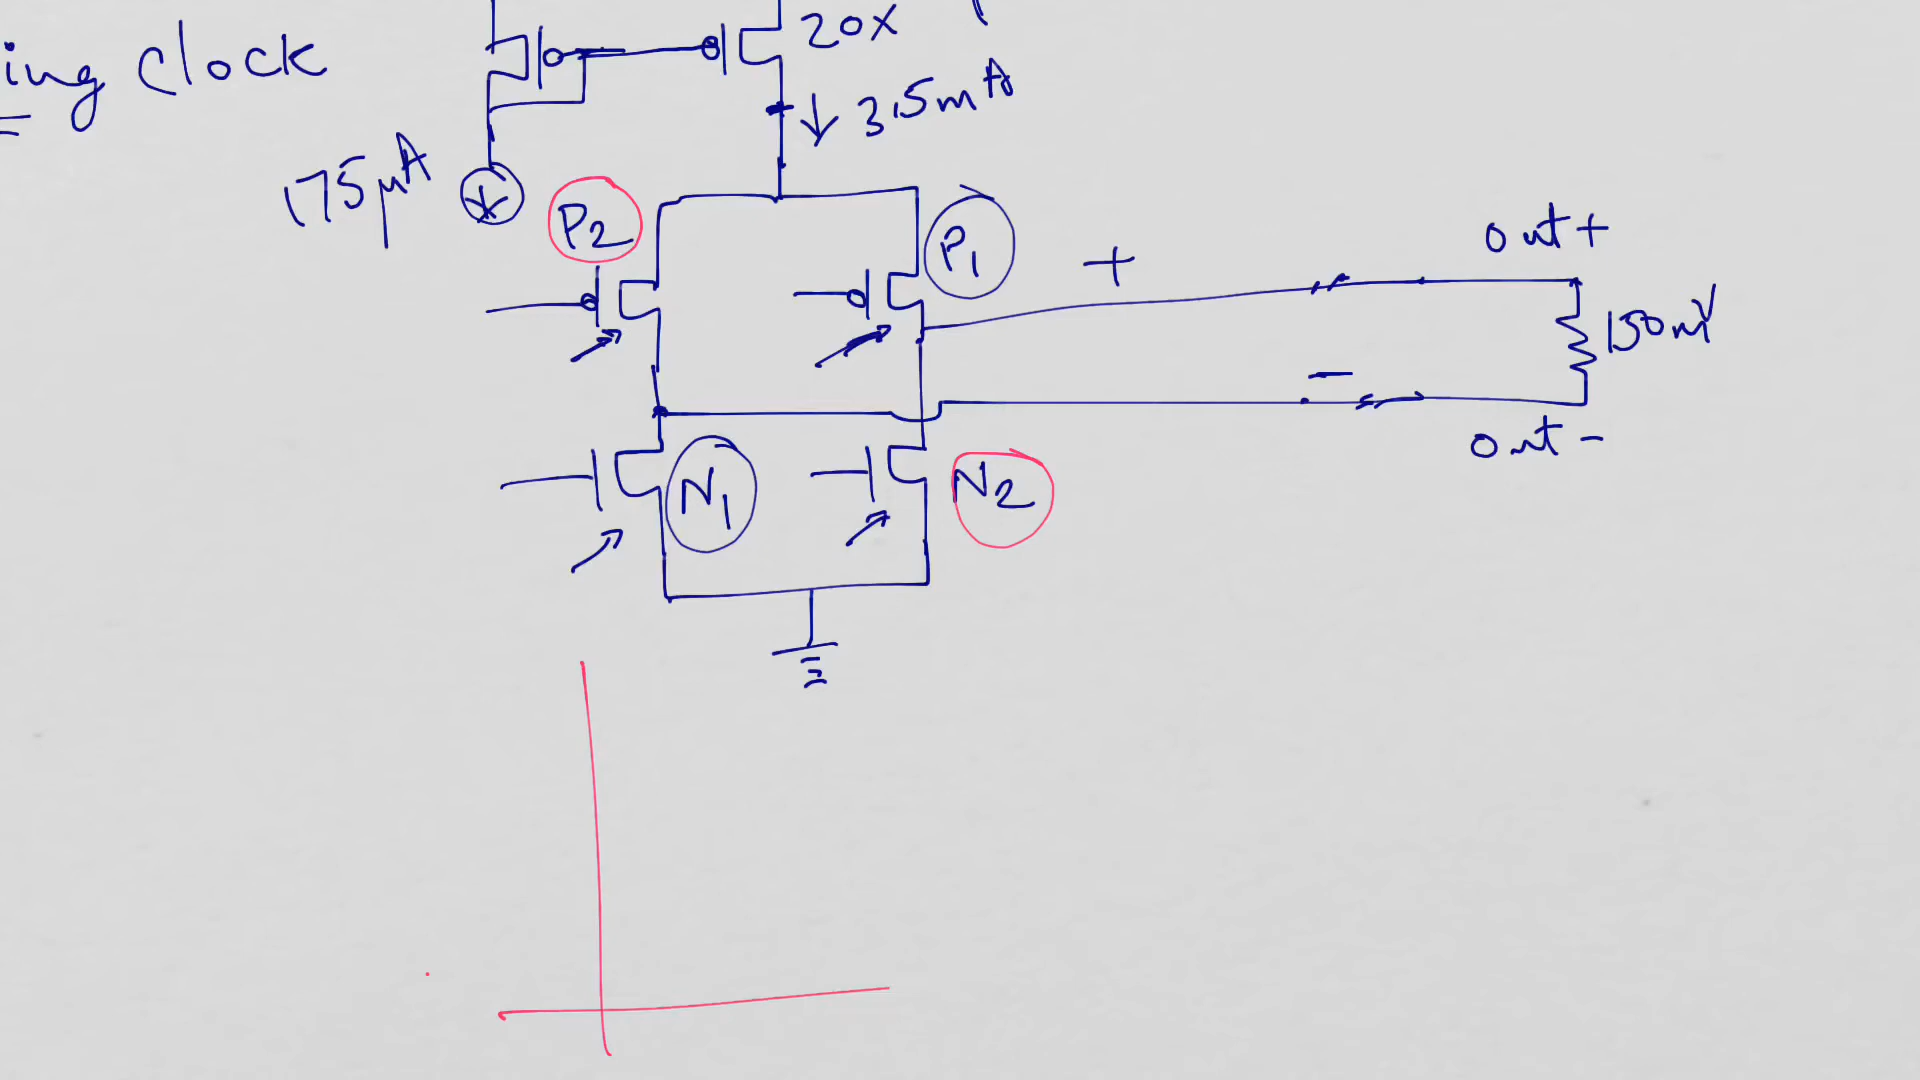 ing clock
20x
3.5mA
175μA
P2
P1
+
out+
150mV
-
out-
N1
N2